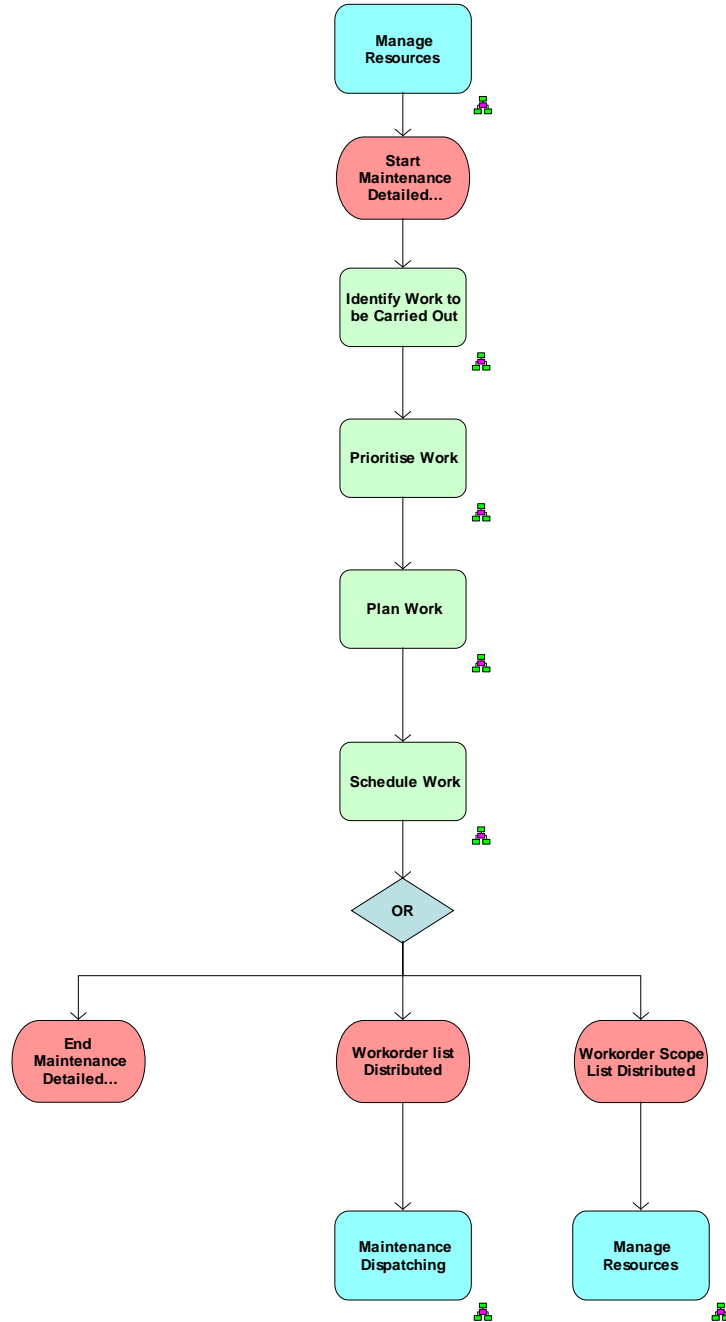 Manage
Resources
Start
Maintenance
Detailed...
Identify Work to
be Carried Out
Prioritise Work
Plan Work
Schedule Work
OR
End
Maintenance
Detailed...
Workorder list
Distributed
Workorder Scope
List Distributed
Maintenance
Dispatching
Manage
Resources